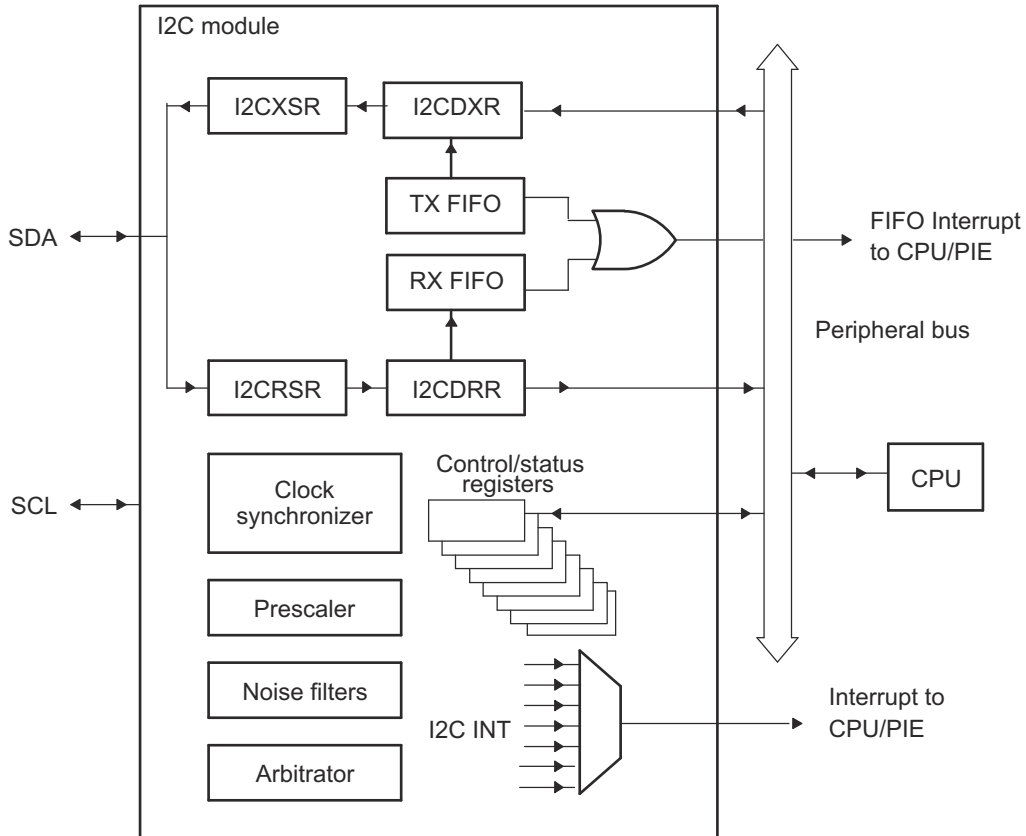 I2C module
I2CXSR
I2CDXR
TX FIFO
SDA
FIFO Interrupt
to CPU/PIE
RX FIFO
Peripheral bus
I2CRSR
I2CDRR
Control/status
registers
Clock
synchronizer
CPU
SCL
Prescaler
Noise filters
I2C INT
Interrupt to
CPU/PIE
Arbitrator